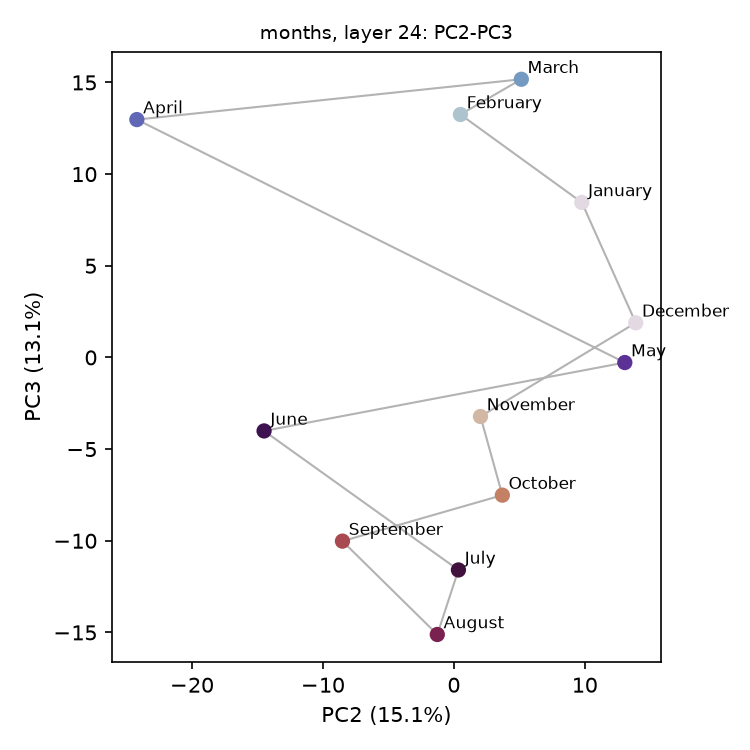 months, layer 24: PC2-PC3
March
April
February
January
December
May
November
June
October
September
July
August
15
10
5
0
−5
−10
−15
PC3 (13.1%)
−20
−10
0
10
PC2 (15.1%)